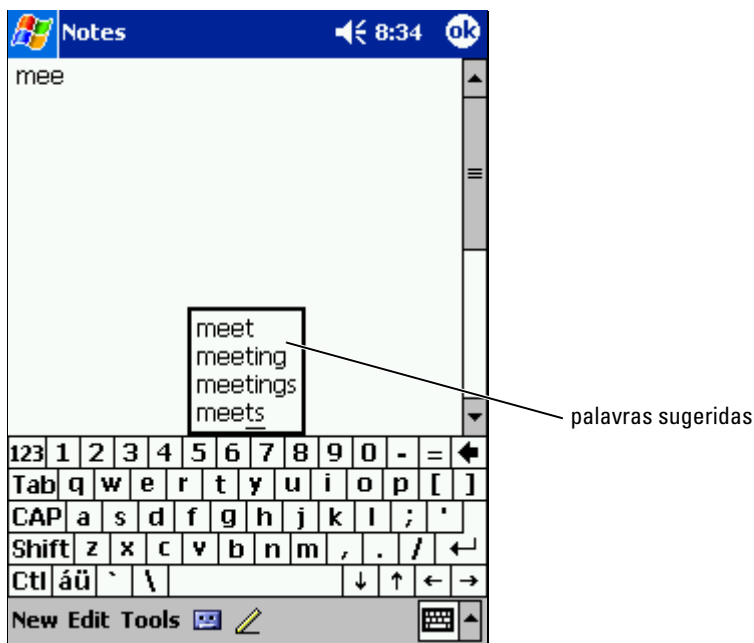 Notes 8:34 ok
mee
meet
meeting
meetings
meets
palavras sugeridas
123 1 2 3 4 5 6 7 8 9 0 - =
Tab q w e r t y u i o p [ ]
CAP a s d f g h j k l ; '
Shift z x c v b n m , . /
Ctl áü ` \ ↓ ↑ ← →
New Edit Tools